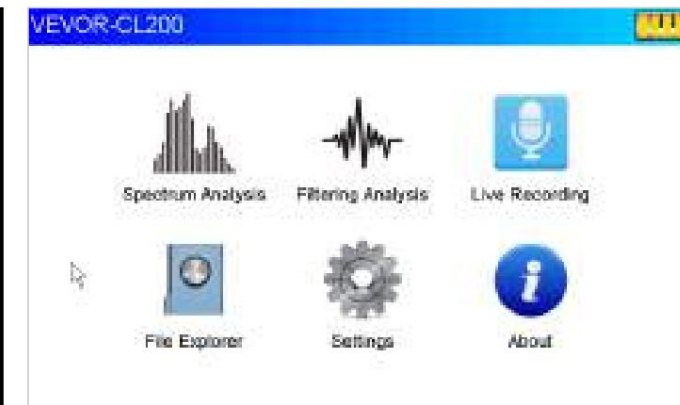 VEVOR-CL200
Spectrum Analysis
Filtering Analysis
Live Recording
File Explorer
Settings
About